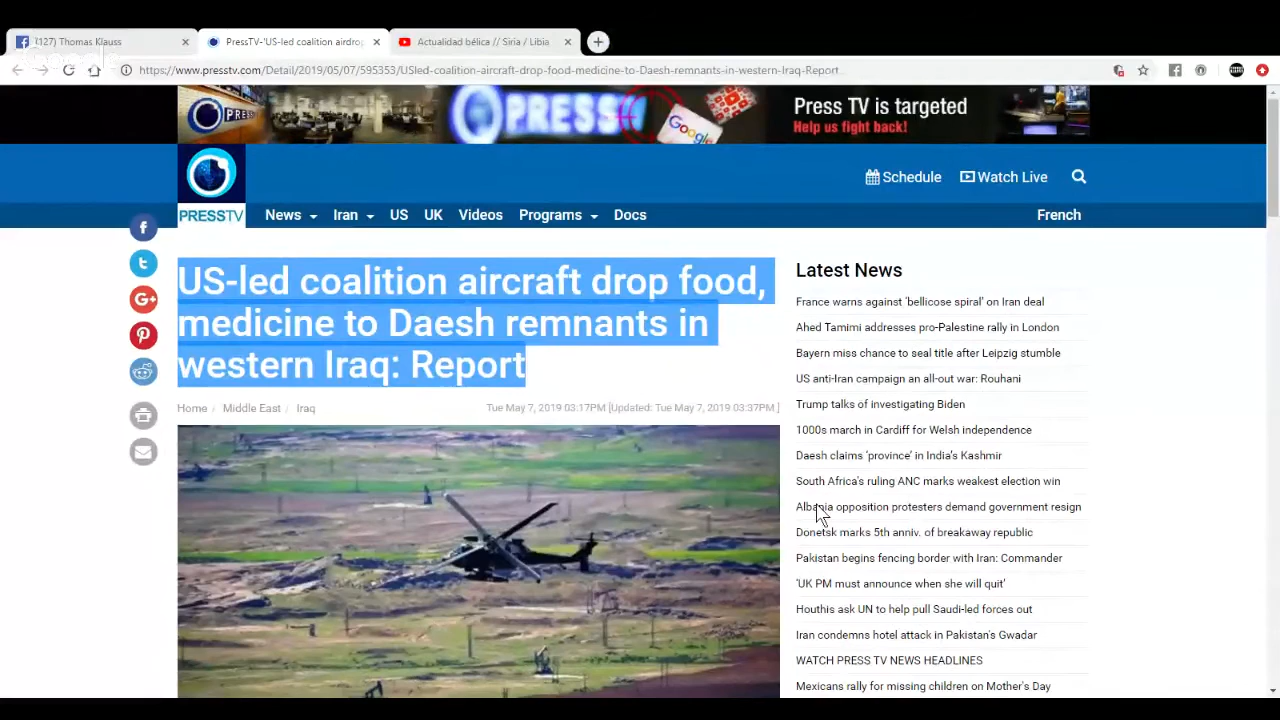 (127) Thomas Klauss
PressTV-'US-led coalition airdrop
Actualidad bélica // Siria / Libia
https://www.presstv.com/Detail/2019/05/07/595353/USled-coalition-aircraft-drop-food-medicine-to-Daesh-remnants-in-western-Iraq-Report
PRESS
PRESS
Google
Press TV is targeted
Help us fight back!
Schedule
Watch Live
PRESSTV
News
Iran
US
UK
Videos
Programs
Docs
French
US-led coalition aircraft drop food,
medicine to Daesh remnants in
western Iraq: Report
Home / Middle East / Iraq
Tue May 7, 2019 03:17PM [Updated: Tue May 7, 2019 03:37PM ]
Latest News
France warns against 'bellicose spiral' on Iran deal
Ahed Tamimi addresses pro-Palestine rally in London
Bayern miss chance to seal title after Leipzig stumble
US anti-Iran campaign an all-out war: Rouhani
Trump talks of investigating Biden
1000s march in Cardiff for Welsh independence
Daesh claims 'province' in India's Kashmir
South Africa's ruling ANC marks weakest election win
Albania opposition protesters demand government resign
Donetsk marks 5th anniv. of breakaway republic
Pakistan begins fencing border with Iran: Commander
'UK PM must announce when she will quit'
Houthis ask UN to help pull Saudi-led forces out
Iran condemns hotel attack in Pakistan's Gwadar
WATCH PRESS TV NEWS HEADLINES
Mexicans rally for missing children on Mother's Day